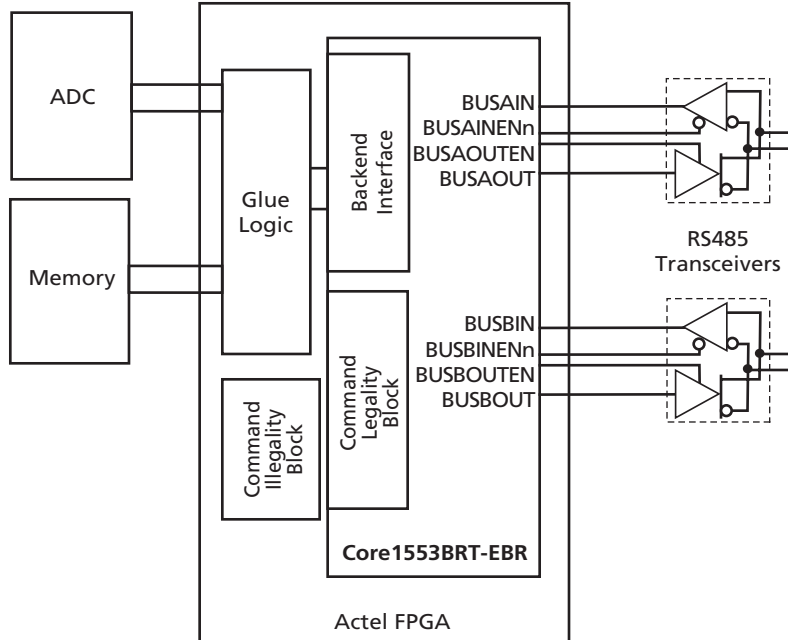 ADC
Memory
Glue
Logic
Backend
Interface
Command
Legality
Block
Command
Illegality
Block
BUSAIN
BUSAINENn
BUSAOUTEN
BUSAOUT
BUSBIN
BUSBINENn
BUSBOUTEN
BUSBOUT
RS485
Transceivers
Core1553BRT-EBR
Actel FPGA